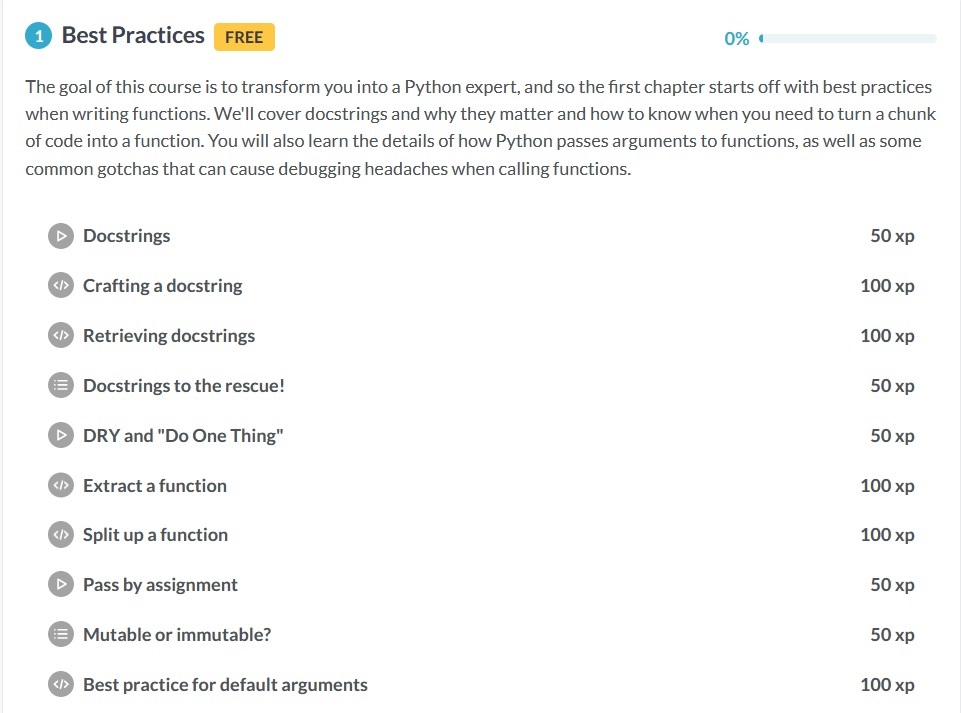 1 Best Practices FREE 0%
The goal of this course is to transform you into a Python expert, and so the first chapter starts off with best practices
when writing functions. We'll cover docstrings and why they matter and how to know when you need to turn a chunk
of code into a function. You will also learn the details of how Python passes arguments to functions, as well as some
common gotchas that can cause debugging headaches when calling functions.
Docstrings 50 xp
</> Crafting a docstring 100 xp
</> Retrieving docstrings 100 xp
Docstrings to the rescue! 50 xp
DRY and "Do One Thing" 50 xp
</> Extract a function 100 xp
</> Split up a function 100 xp
Pass by assignment 50 xp
Mutable or immutable? 50 xp
</> Best practice for default arguments 100 xp